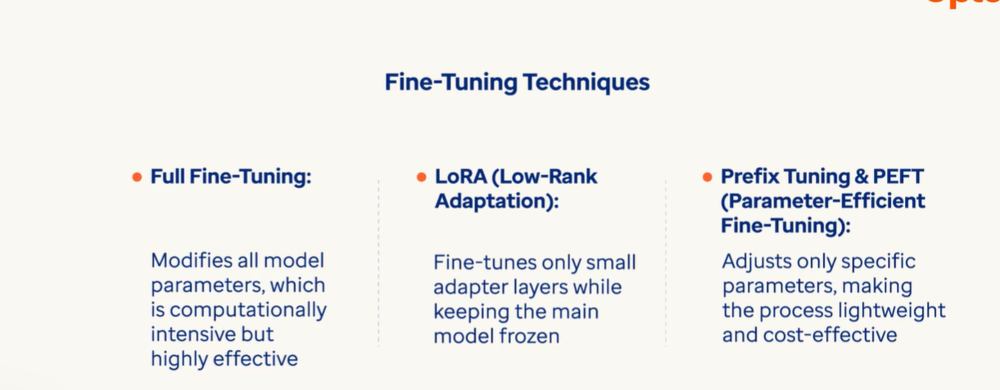 Fine-Tuning Techniques
Full Fine-Tuning:
Modifies all model
parameters, which
is computationally
intensive but
highly effective
LoRA (Low-Rank
Adaptation):
Fine-tunes only small
adapter layers while
keeping the main
model frozen
Prefix Tuning & PEFT
(Parameter-Efficient
Fine-Tuning):
Adjusts only specific
parameters, making
the process lightweight
and cost-effective